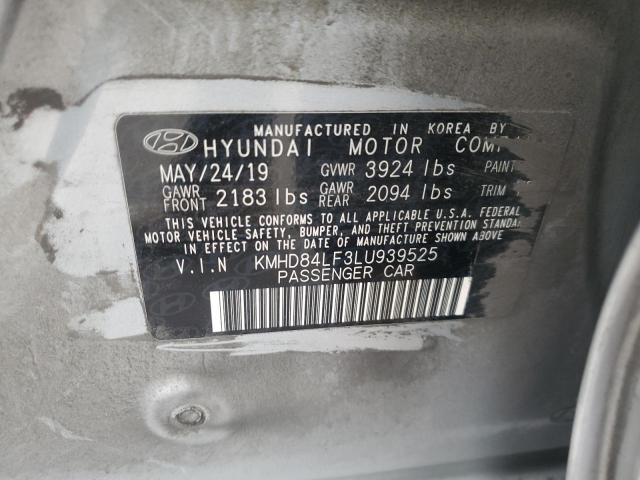 MANUFACTURED IN KOREA BY
HYUNDAI MOTOR COM
MAY/24/19 GVWR 3924 lbs PAINT
GAWR FRONT 2183 lbs GAWR REAR 2094 lbs TRIM
THIS VEHICLE CONFORMS TO ALL APPLICABLE U.S.A. FEDERAL
MOTOR VEHICLE SAFETY, BUMPER, AND THEFT PREVENTION STANDA
IN EFFECT ON THE DATE OF MANUFACTURE SHOWN ABOVE
V.I.N KMHD84LF3LU939525
PASSENGER CAR